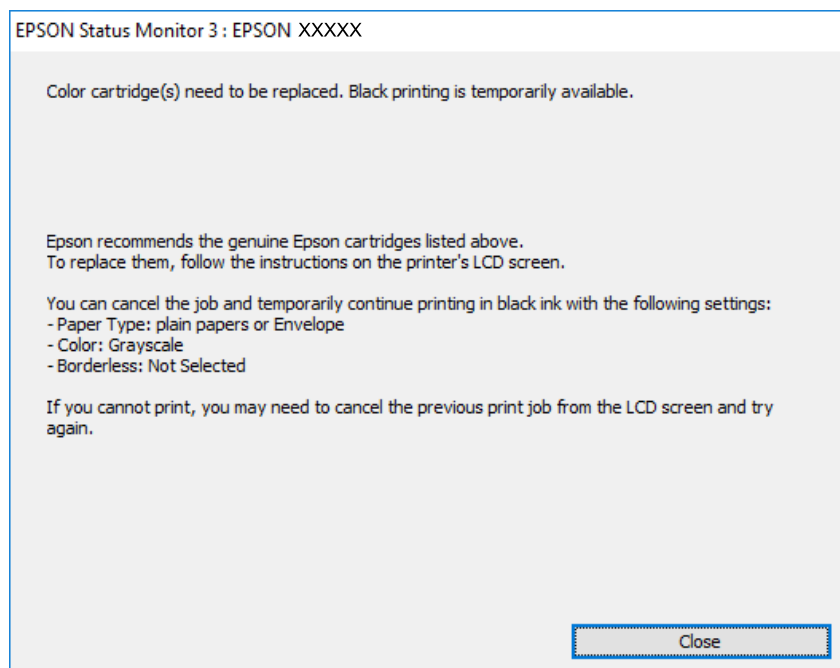 EPSON Status Monitor 3 : EPSON XXXXX
Color cartridge(s) need to be replaced. Black printing is temporarily available.
Epson recommends the genuine Epson cartridges listed above.
To replace them, follow the instructions on the printer's LCD screen.
You can cancel the job and temporarily continue printing in black ink with the following settings:
- Paper Type: plain papers or Envelope
- Color: Grayscale
- Borderless: Not Selected
If you cannot print, you may need to cancel the previous print job from the LCD screen and try
again.
Close